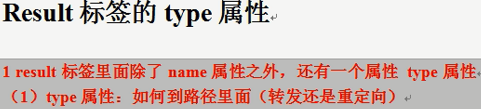 Result 标签的 type 属性
1 result 标签里面除了 name 属性之外，还有一个属性 type 属性
（1）type 属性：如何到路径里面（转发还是重定向）